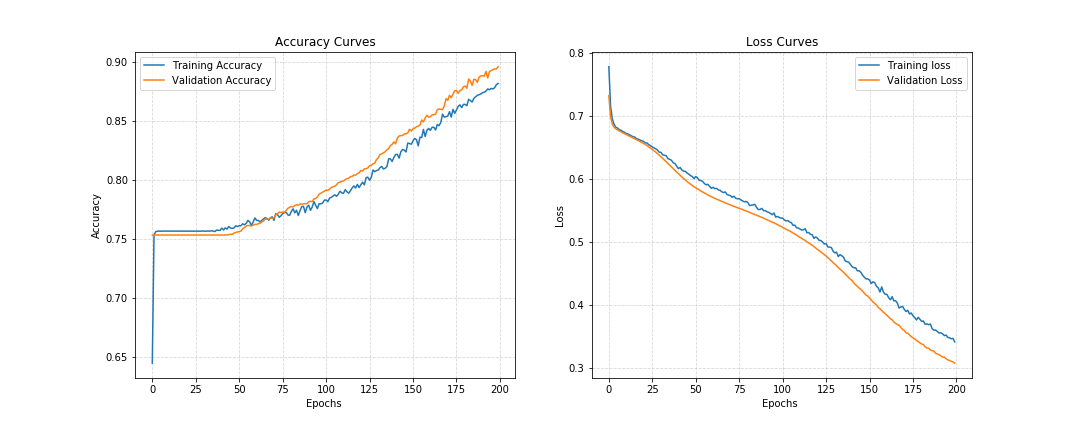 Accuracy Curves
Training Accuracy
Validation Accuracy
0.90
0.85
0.80
0.75
0.70
0.65
Accuracy
0 25 50 75 100 125 150 175 200
Epochs
Loss Curves
Training loss
Validation Loss
0.8
0.7
0.6
0.5
0.4
0.3
Loss
0 25 50 75 100 125 150 175 200
Epochs